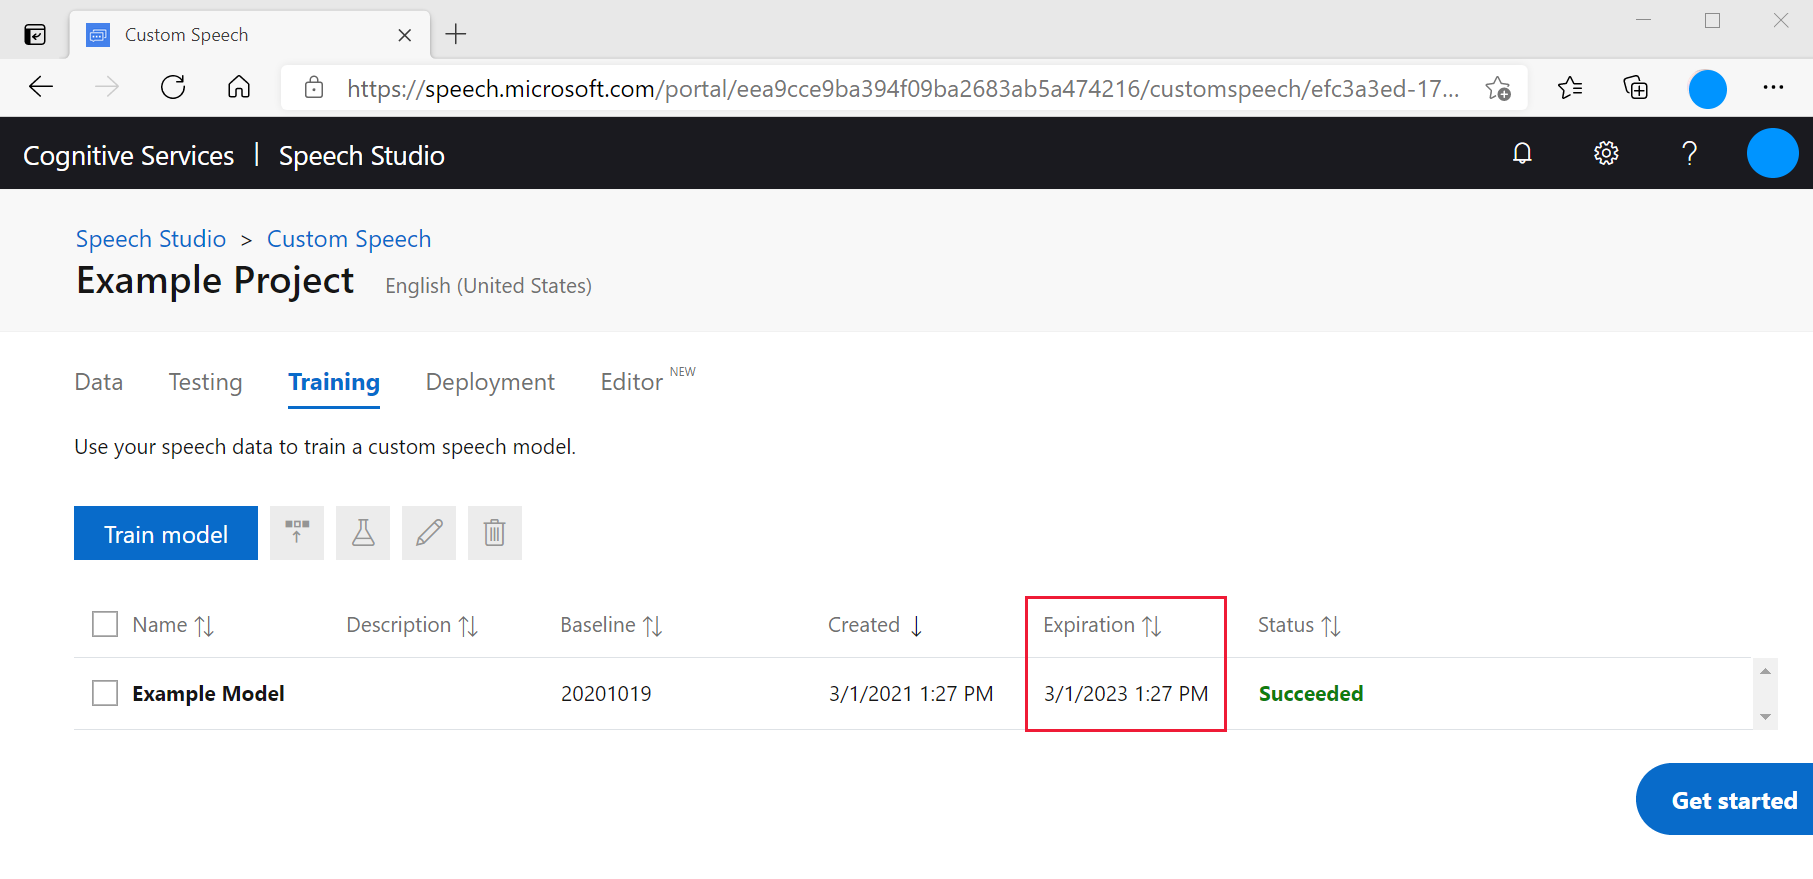 Custom Speech
https://speech.microsoft.com/portal/eea9cce9ba394f09ba2683ab5a474216/customspeech/efc3a3ed-17...
Cognitive Services | Speech Studio
Speech Studio > Custom Speech
Example Project English (United States)
Data Testing Training Deployment Editor NEW
Use your speech data to train a custom speech model.
Train model
Name Description Baseline Created Expiration Status
Example Model 20201019 3/1/2021 1:27 PM 3/1/2023 1:27 PM Succeeded
Get started